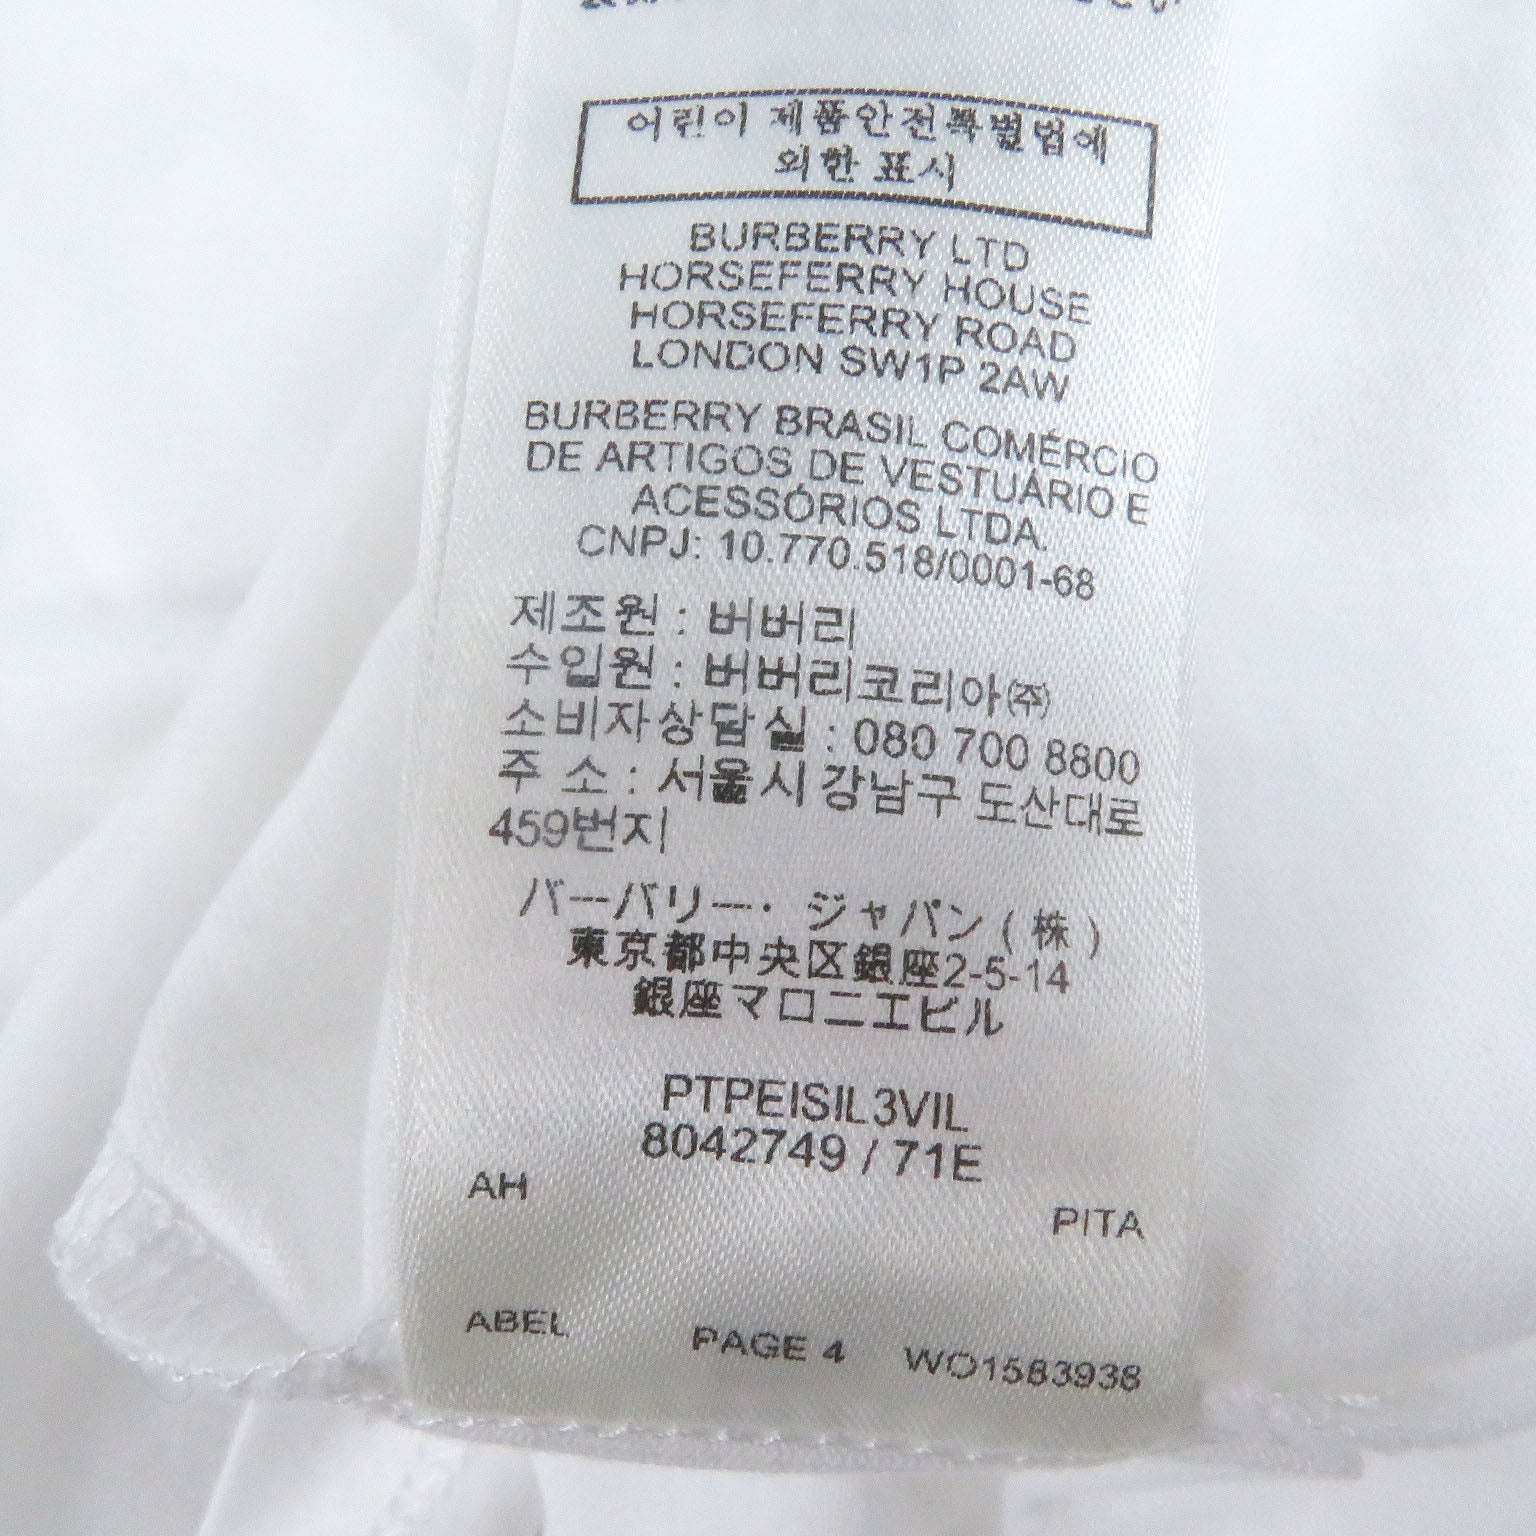 어린이 제품안전특별법에
의한 표시
BURBERRY LTD
HORSEFERRY HOUSE
HORSEFERRY ROAD
LONDON SW1P 2AW
BURBERRY BRASIL COMÉRCIO
DE ARTIGOS DE VESTUÁRIO E
ACESSÓRIOS LTDA.
CNPJ: 10.770.518/0001-68
제조원 : 버버리
수입원 : 버버리코리아㈜
소비자상담실 : 080 700 8800
주 소 : 서울시 강남구 도산대로
459번지
バーバリー・ジャパン(株)
東京都中央区銀座2-5-14
銀座マロニエビル
PTPEISIL3VIL
8042749 / 71E
AH
PITA
ABEL PAGE 4 WO1583938